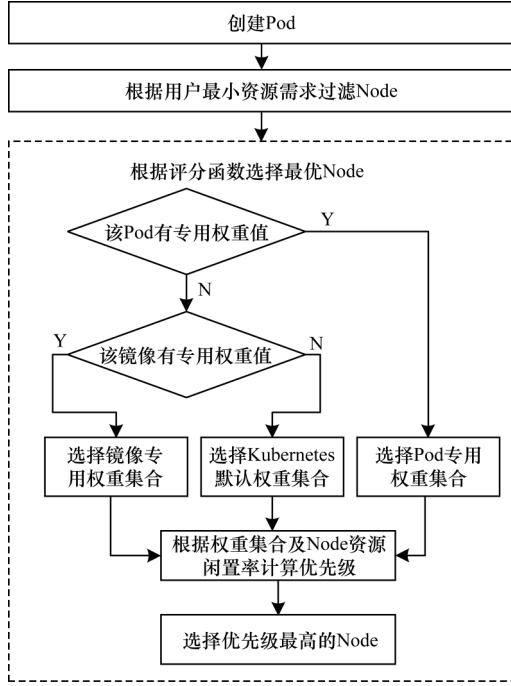 创建Pod
根据用户最小资源需求过滤Node
根据评分函数选择最优Node
该Pod有专用权重值
Y
N
该镜像有专用权重值
Y
N
选择镜像专
用权重集合
选择Kubernetes
默认权重集合
选择Pod专用
权重集合
根据权重集合及Node资源
闲置率计算优先级
选择优先级最高的Node